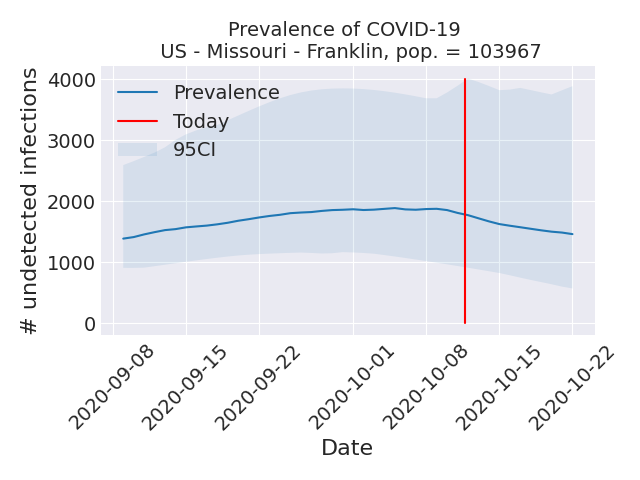 Prevalence of COVID-19
US - Missouri - Franklin, pop. = 103967
# undetected infections
4000
3000
2000
1000
0
Prevalence
Today
95CI
2020-09-08
2020-09-15
2020-09-22
2020-10-01
2020-10-08
2020-10-15
2020-10-22
Date